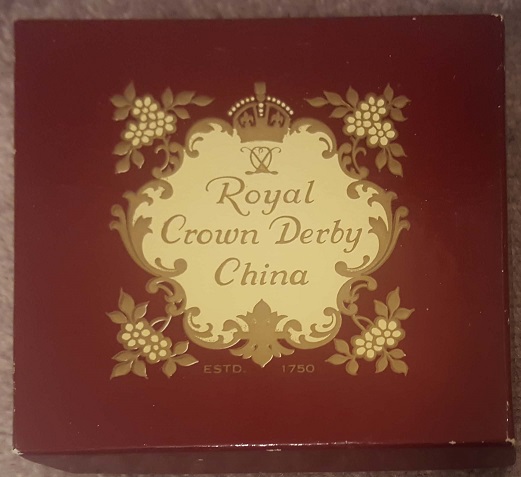 Royal
Crown Derby
China
ESTD. 1750